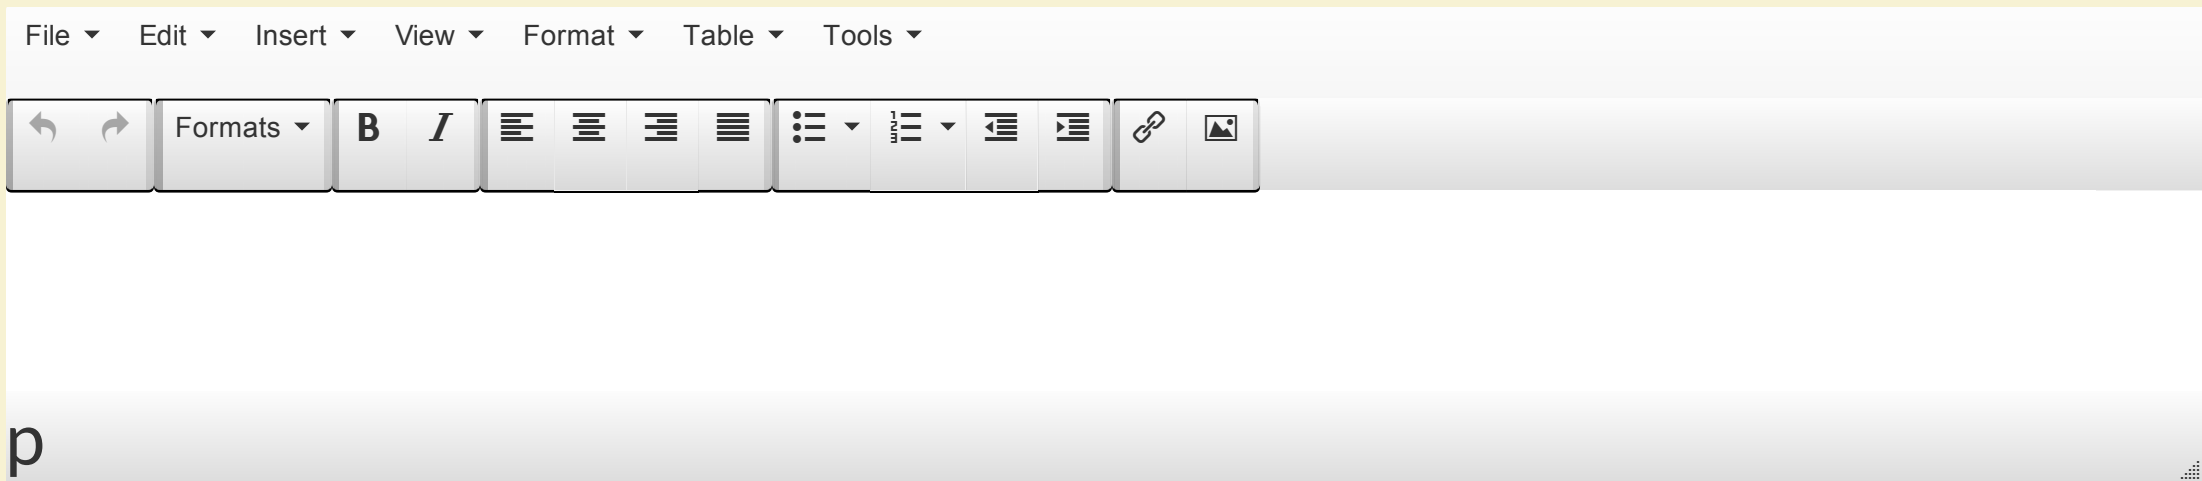 File Edit Insert View Format Table Tools
Formats B I
p